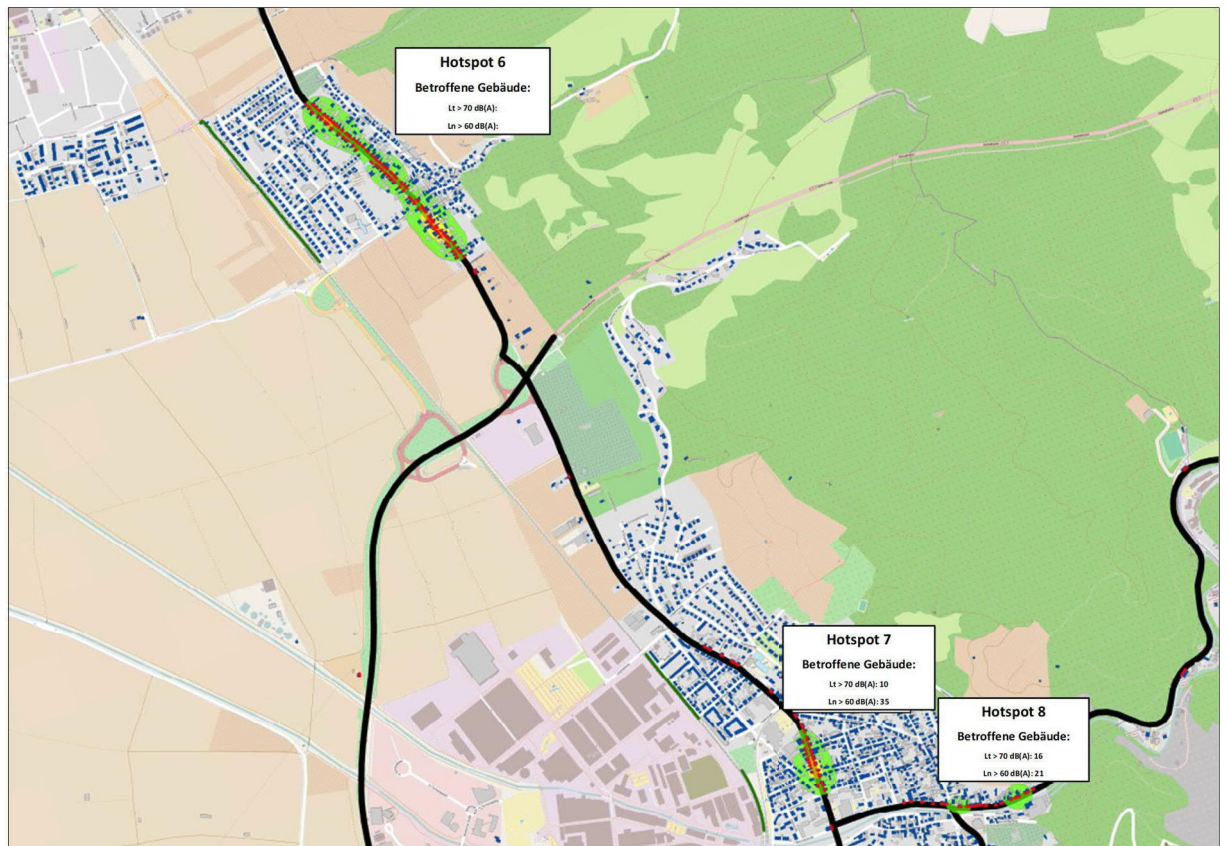 Hotspot 6
Betroffene Gebäude:
Lt > 70 dB(A):
Ln > 60 dB(A):
Hotspot 7
Betroffene Gebäude:
Lt > 70 dB(A): 10
Ln > 60 dB(A): 35
Hotspot 8
Betroffene Gebäude:
Lt > 70 dB(A): 16
Ln > 60 dB(A): 21